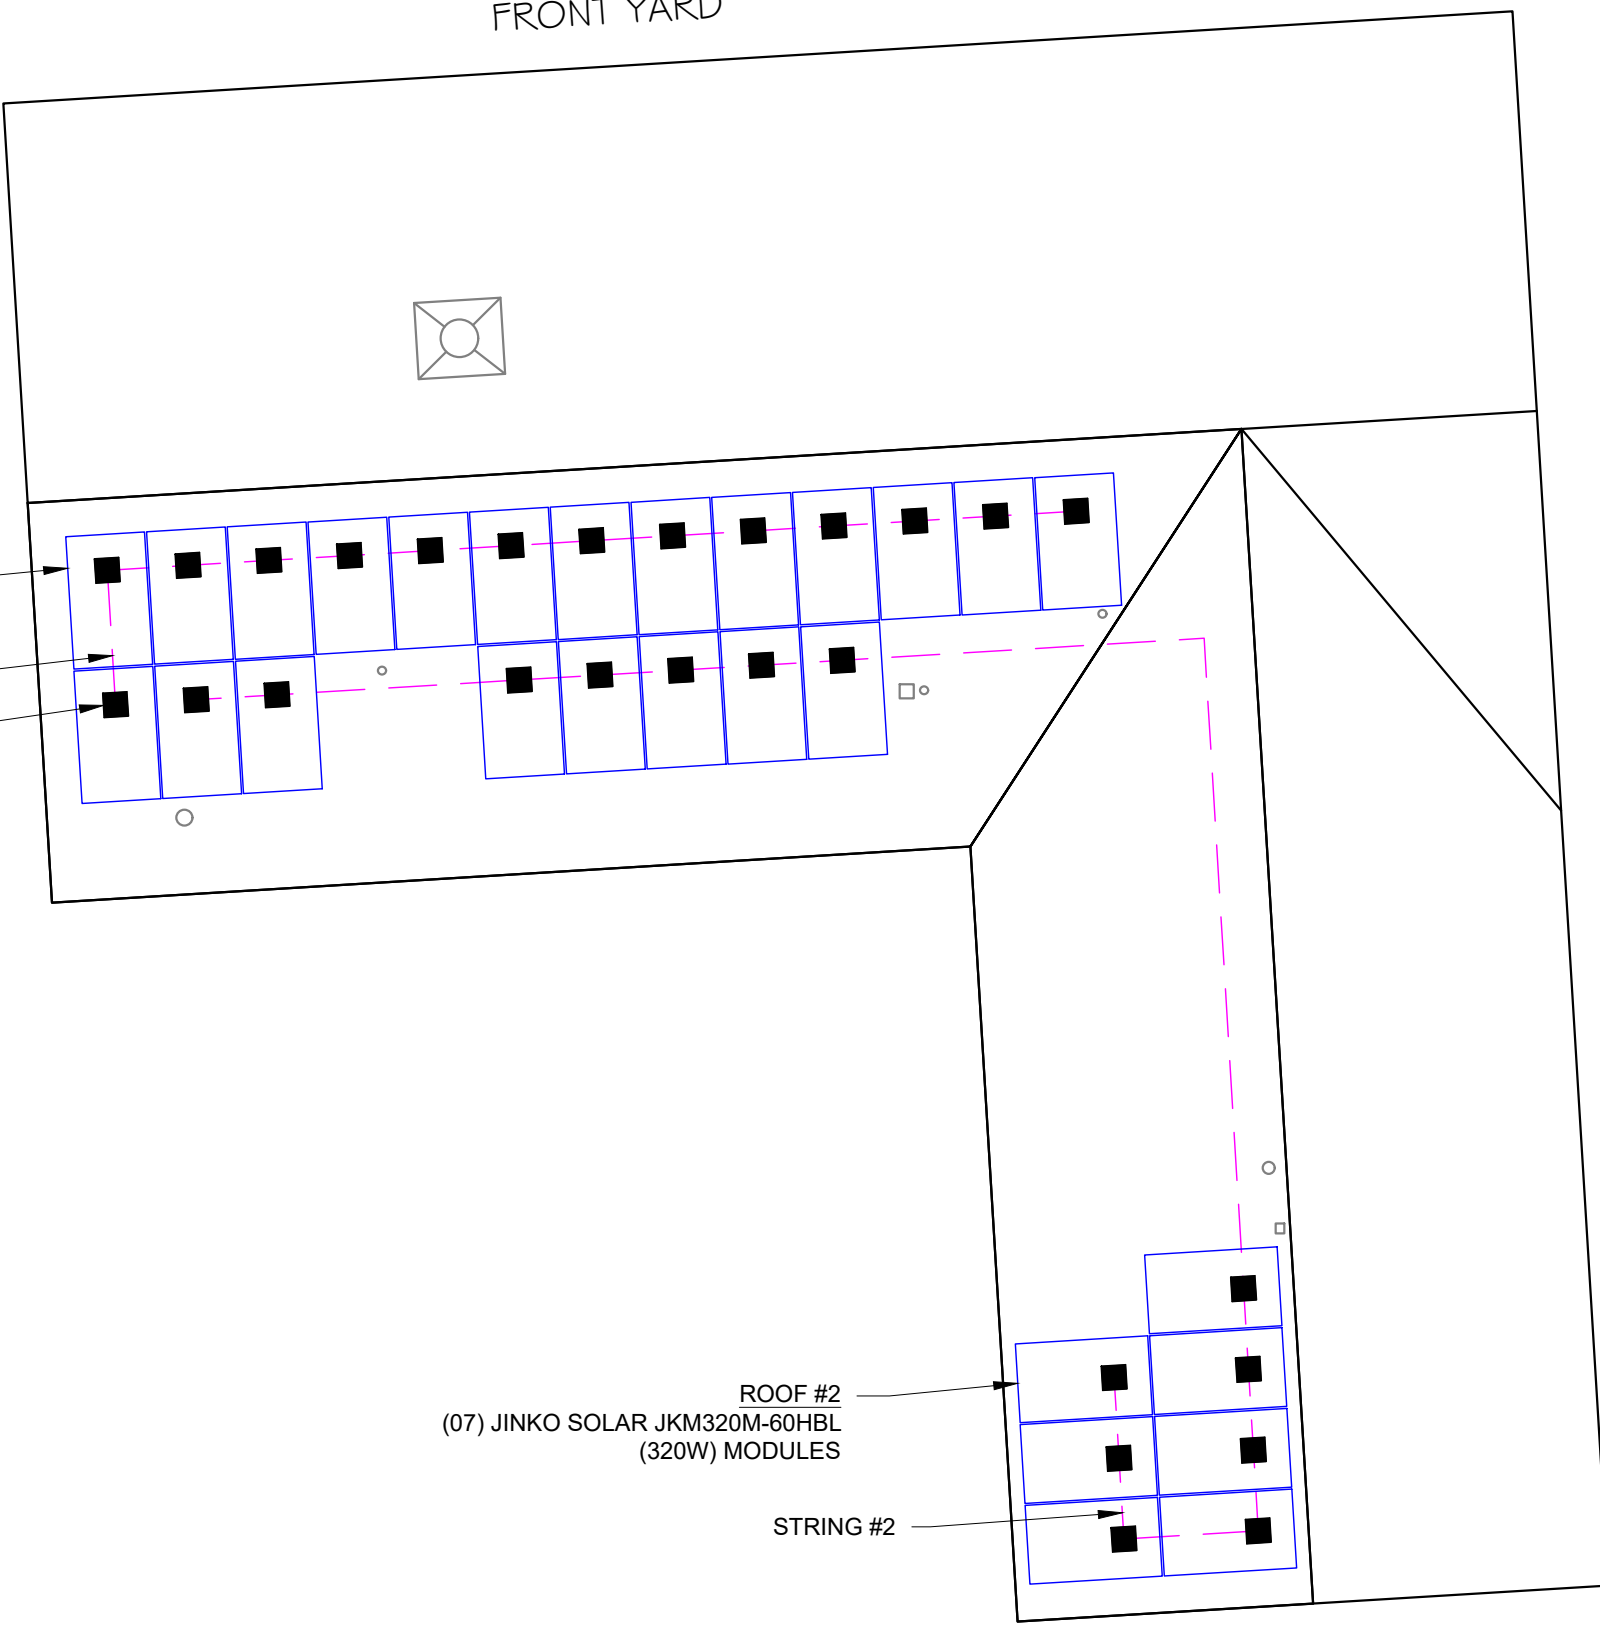 FRONT YARD
ROOF #2
(07) JINKO SOLAR JKM320M-60HBL
(320W) MODULES
STRING #2